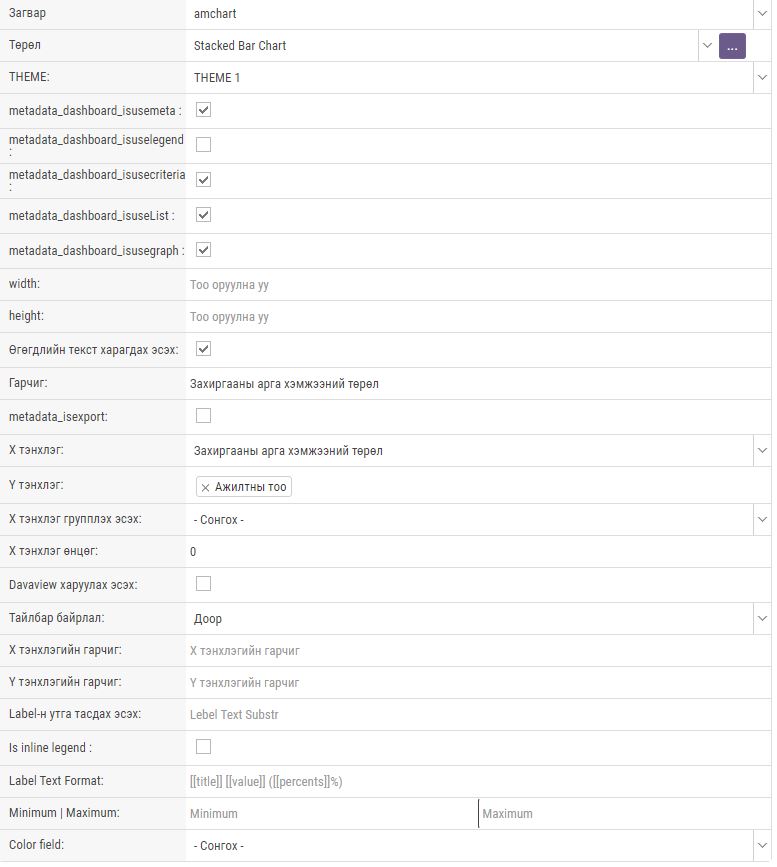 Загвар amchart
Төрөл Stacked Bar Chart ...
THEME: THEME 1
metadata_dashboard_isusemeta :
metadata_dashboard_isuselegend
:
metadata_dashboard_isusecriteria
:
metadata_dashboard_isuseList :
metadata_dashboard_isusegraph :
width: Тоо оруулна уу
height: Тоо оруулна уу
Өгөгдлийн текст харагдах эсэх:
Гарчиг: Захиргааны арга хэмжээний төрөл
metadata_isexport:
X тэнхлэг: Захиргааны арга хэмжээний төрөл
Y тэнхлэг: × Ажилтны тоо
X тэнхлэг групплэх эсэх: - Сонгох -
X тэнхлэг өнцөг: 0
Davaview харуулах эсэх:
Тайлбар байрлал: Доор
X тэнхлэгийн гарчиг: X тэнхлэгийн гарчиг
Y тэнхлэгийн гарчиг: Y тэнхлэгийн гарчиг
Label-н утга тасдах эсэх: Lebel Text Substr
Is inline legend :
Label Text Format: [[title]] [[value]] ([[percents]]%)
Minimum | Maximum: Minimum Maximum
Color field: - Сонгох -